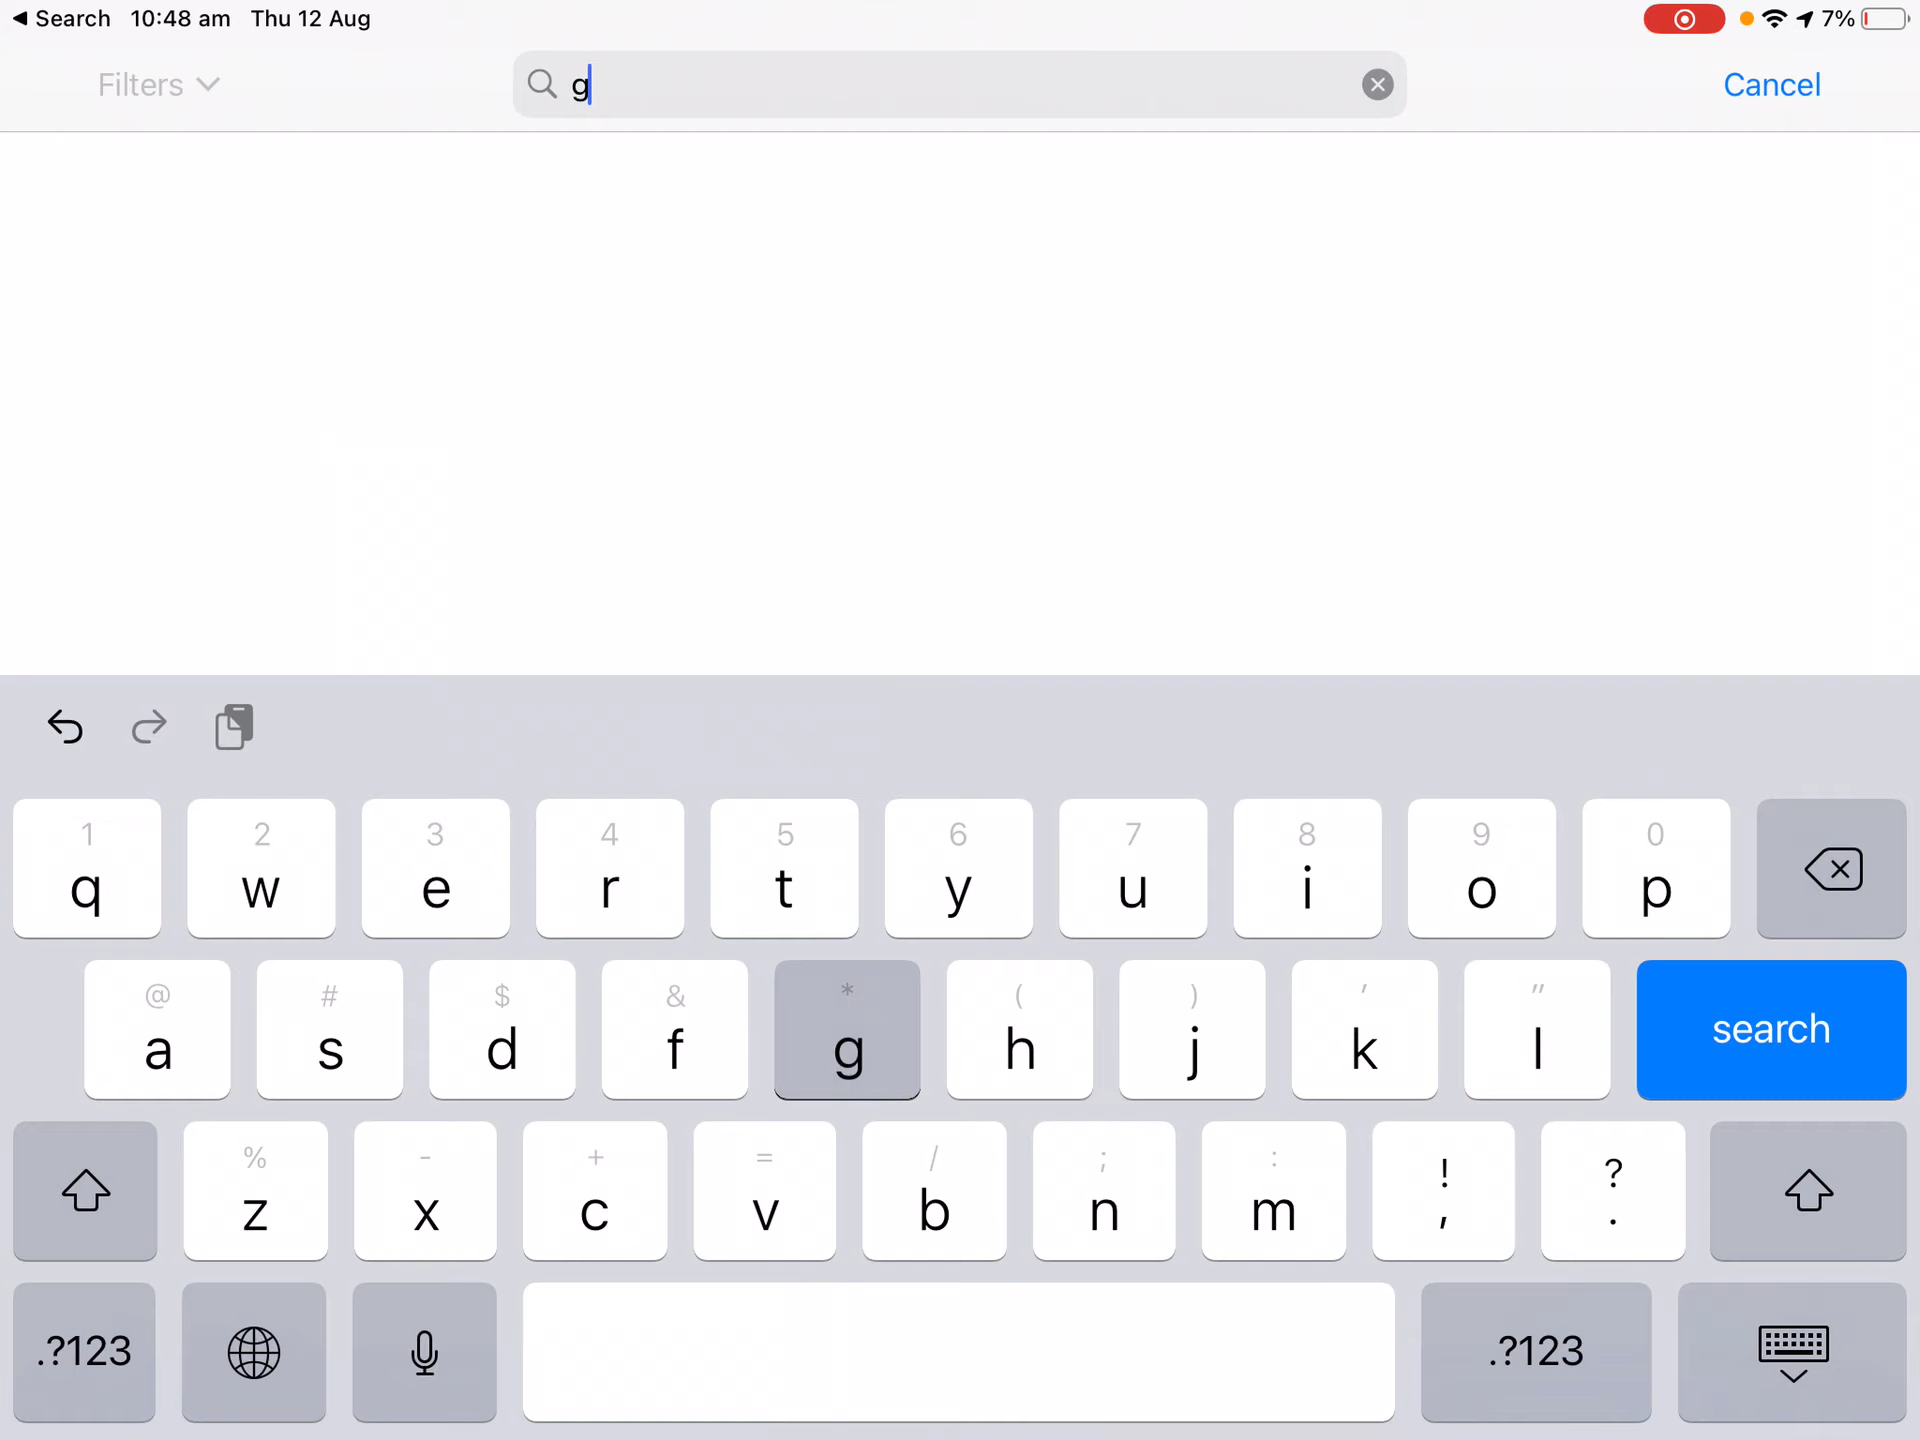 Search 10:48 am Thu 12 Aug 7%
Filters g Cancel
1 2 3 4 5 6 7 8 9 0
q w e r t y u i o p
@ # $ & * ( ) ' "
a s d f g h j k l search
% - + = / ; : ! ?
z x c v b n m , .
.?123 .?123